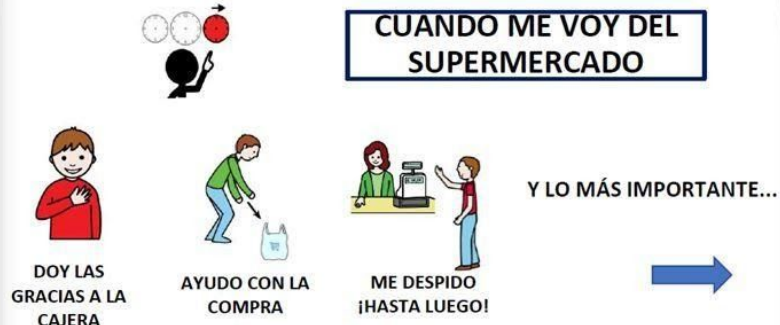 CUANDO ME VOY DEL
SUPERMERCADO
Y LO MÁS IMPORTANTE...
DOY LAS
GRACIAS A LA
CAJERA
AYUDO CON LA
COMPRA
ME DESPIDO
¡HASTA LUEGO!